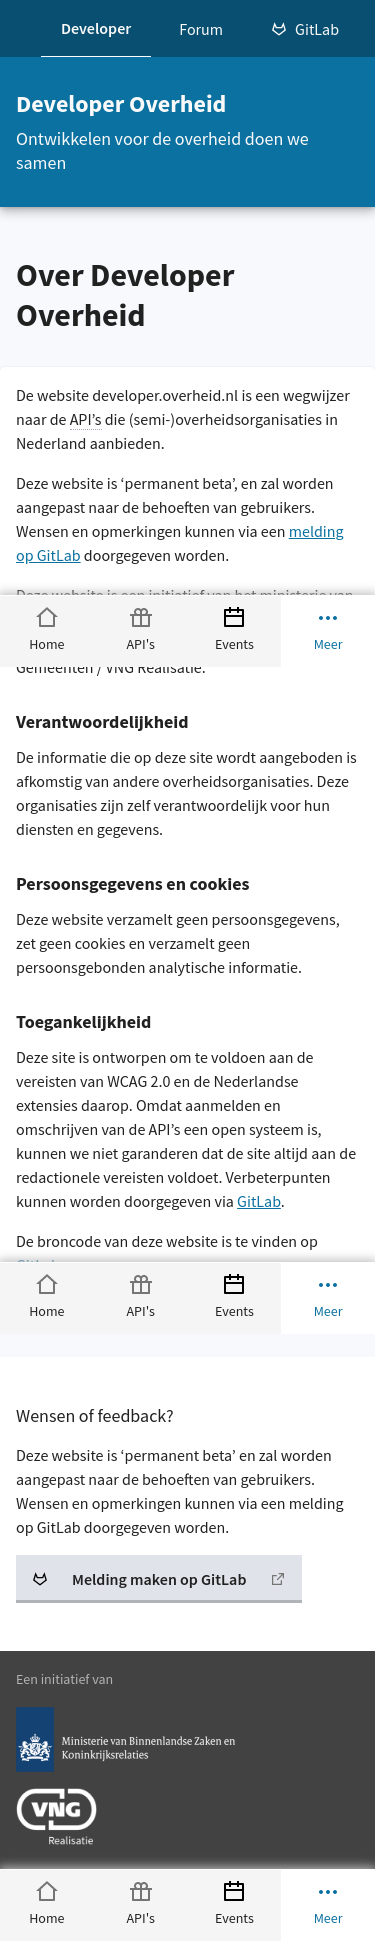 Developer
Forum
GitLab
Developer Overheid
Ontwikkelen voor de overheid doen we
samen
Over Developer
Overheid
De website developer.overheid.nl is een wegwijzer
naar de API's die (semi-)overheidsorganisaties in
Nederland aanbieden.
Deze website is ‘permanent beta’, en zal worden
aangepast naar de behoeften van gebruikers.
Wensen en opmerkingen kunnen via een melding
op GitLab doorgegeven worden.
Deze website is een initiatief van het ministerie van
Home
API's
Events
Meer
Gemeenten / VNG Realisatie.
Verantwoordelijkheid
De informatie die op deze site wordt aangeboden is
afkomstig van andere overheidsorganisaties. Deze
organisaties zijn zelf verantwoordelijk voor hun
diensten en gegevens.
Persoonsgegevens en cookies
Deze website verzamelt geen persoonsgegevens,
zet geen cookies en verzamelt geen
persoonsgebonden analytische informatie.
Toegankelijkheid
Deze site is ontworpen om te voldoen aan de
vereisten van WCAG 2.0 en de Nederlandse
extensies daarop. Omdat aanmelden en
omschrijven van de API’s een open systeem is,
kunnen we niet garanderen dat de site altijd aan de
redactionele vereisten voldoet. Verbeterpunten
kunnen worden doorgegeven via GitLab.
De broncode van deze website is te vinden op
Home
API's
Events
Meer
Wensen of feedback?
Deze website is ‘permanent beta’ en zal worden
aangepast naar de behoeften van gebruikers.
Wensen en opmerkingen kunnen via een melding
op GitLab doorgegeven worden.
Melding maken op GitLab
Een initiatief van
Ministerie van Binnenlandse Zaken en
Koninkrijksrelaties
VNG
Realisatie
Home
API's
Events
Meer